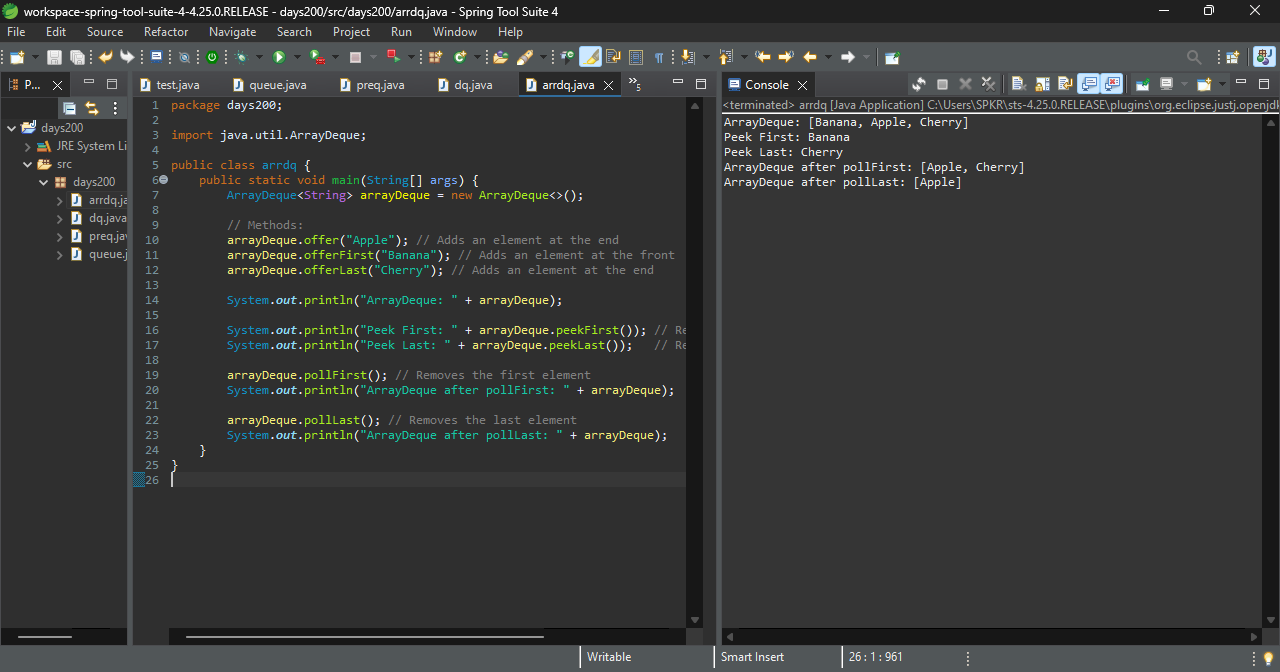 workspace-spring-tool-suite-4-4.25.0.RELEASE - days200/src/days200/arrdq.java - Spring Tool Suite 4
File Edit Source Refactor Navigate Search Project Run Window Help
P...
test.java queue.java preq.java dq.java arrdq.java »5
Console
<terminated> arrdq [Java Application] C:\Users\SPKR\sts-4.25.0.RELEASE\plugins\org.eclipse.justj.openjdk
days200
JRE System Li
src
days200
arrdq.ja
dq.java
preq.jav
queue.j
1 package days200;
2
3 import java.util.ArrayDeque;
4
5 public class arrdq {
6 public static void main(String[] args) {
7 ArrayDeque<String> arrayDeque = new ArrayDeque<>();
8
9 // Methods:
10 arrayDeque.offer("Apple"); // Adds an element at the end
11 arrayDeque.offerFirst("Banana"); // Adds an element at the front
12 arrayDeque.offerLast("Cherry"); // Adds an element at the end
13
14 System.out.println("ArrayDeque: " + arrayDeque);
15
16 System.out.println("Peek First: " + arrayDeque.peekFirst()); // Re
17 System.out.println("Peek Last: " + arrayDeque.peekLast()); // Re
18
19 arrayDeque.pollFirst(); // Removes the first element
20 System.out.println("ArrayDeque after pollFirst: " + arrayDeque);
21
22 arrayDeque.pollLast(); // Removes the last element
23 System.out.println("ArrayDeque after pollLast: " + arrayDeque);
24 }
25 }
26
ArrayDeque: [Banana, Apple, Cherry]
Peek First: Banana
Peek Last: Cherry
ArrayDeque after pollFirst: [Apple, Cherry]
ArrayDeque after pollLast: [Apple]
Writable Smart Insert 26 : 1 : 961